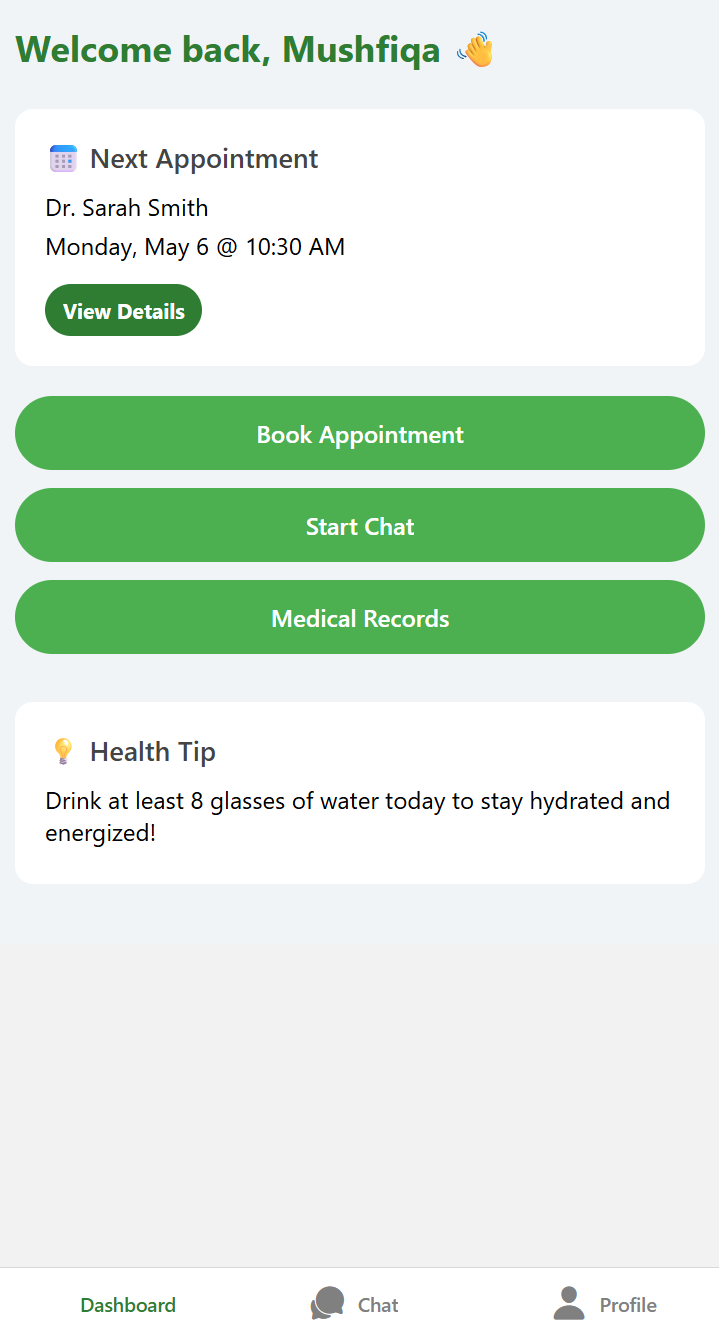 Welcome back, Mushfiqa 👋
Next Appointment
Dr. Sarah Smith
Monday, May 6 @ 10:30 AM
View Details
Book Appointment
Start Chat
Medical Records
Health Tip
Drink at least 8 glasses of water today to stay hydrated and
energized!
Dashboard
Chat
Profile